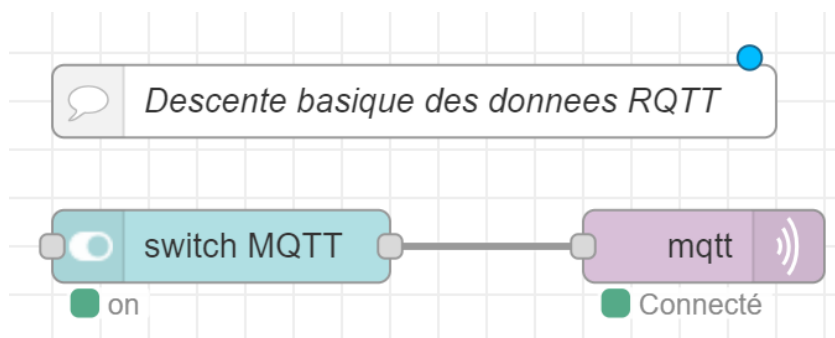 Descente basique des donnees RQTT
switch MQTT
mqtt
on
Connecté